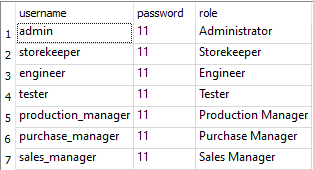 username password role
1 admin 11 Administrator
2 storekeeper 11 Storekeeper
3 engineer 11 Engineer
4 tester 11 Tester
5 production_manager 11 Production Manager
6 purchase_manager 11 Purchase Manager
7 sales_manager 11 Sales Manager